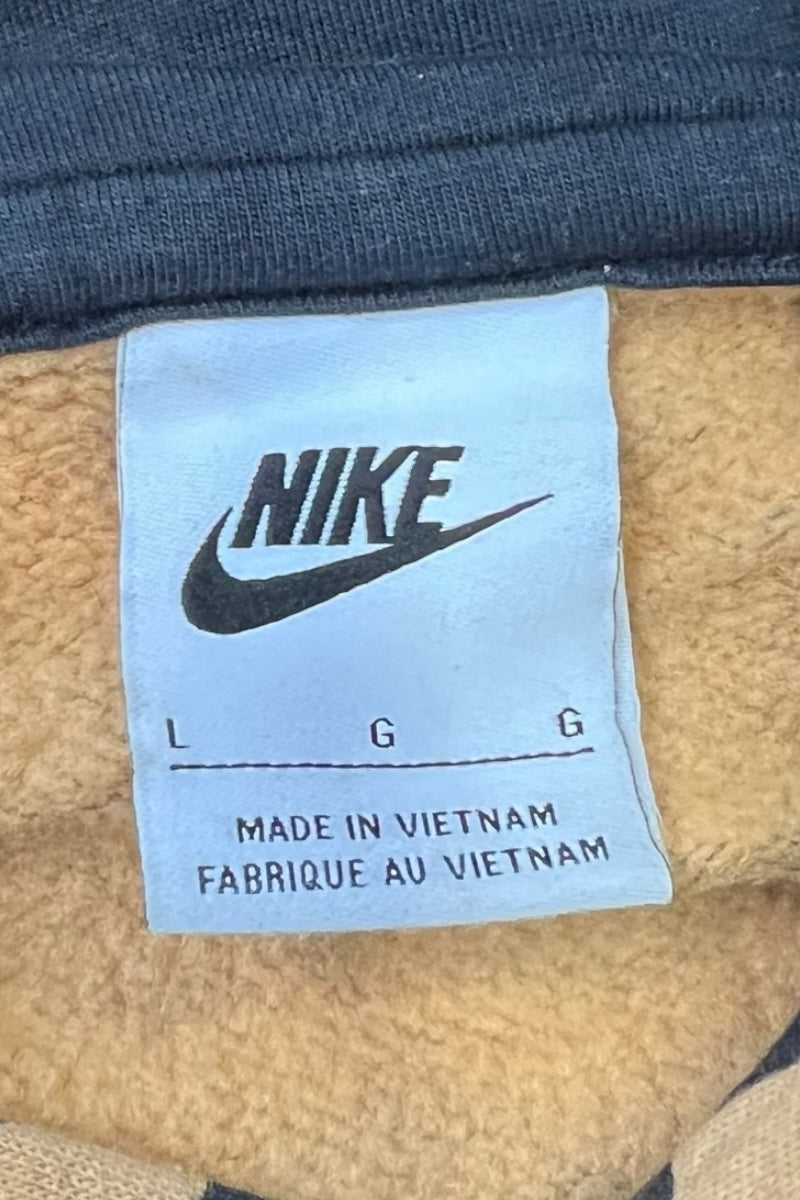 NIKE
L G G
MADE IN VIETNAM
FABRIQUE AU VIETNAM